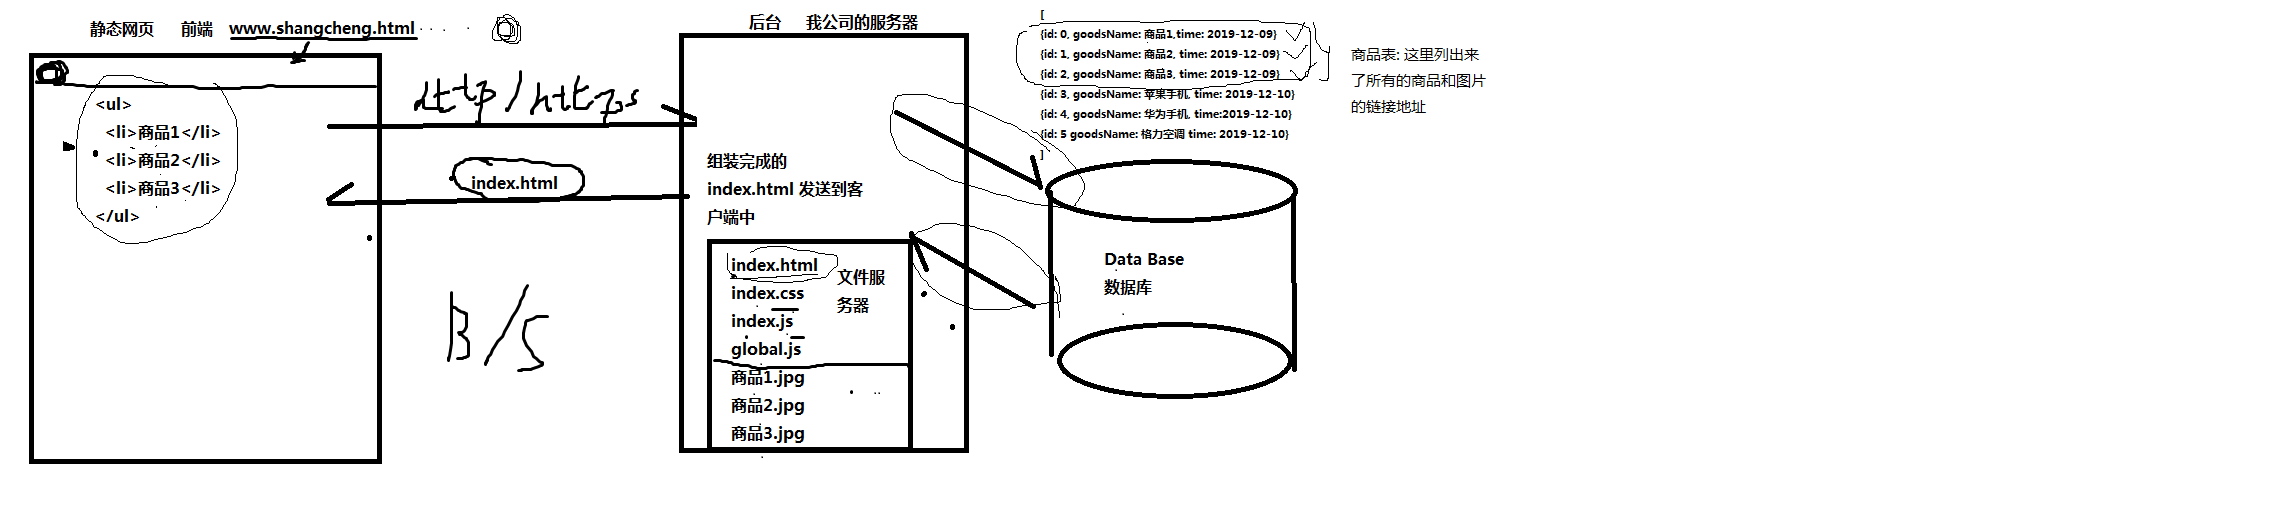 静态网页 前端 www.shangcheng.html
<ul>
<li>商品1</li>
<li>商品2</li>
<li>商品3</li>
</ul>
http/https
index.html
B/S
后台 我公司的服务器
组装完成的
index.html 发送到客
户端中
index.html
index.css
index.js
global.js
商品1.jpg
商品2.jpg
商品3.jpg
文件服
务器
[
{id: 0, goodsName: 商品1,time: 2019-12-09}
{id: 1, goodsName: 商品2, time: 2019-12-09}
{id: 2, goodsName: 商品3, time: 2019-12-09}
{id: 3, goodsName: 苹果手机, time: 2019-12-10}
{id: 4, goodsName: 华为手机, time:2019-12-10}
{id: 5 goodsName: 格力空调 time: 2019-12-10}
]
商品表: 这里列出来
了所有的商品和图片
的链接地址
Data Base
数据库